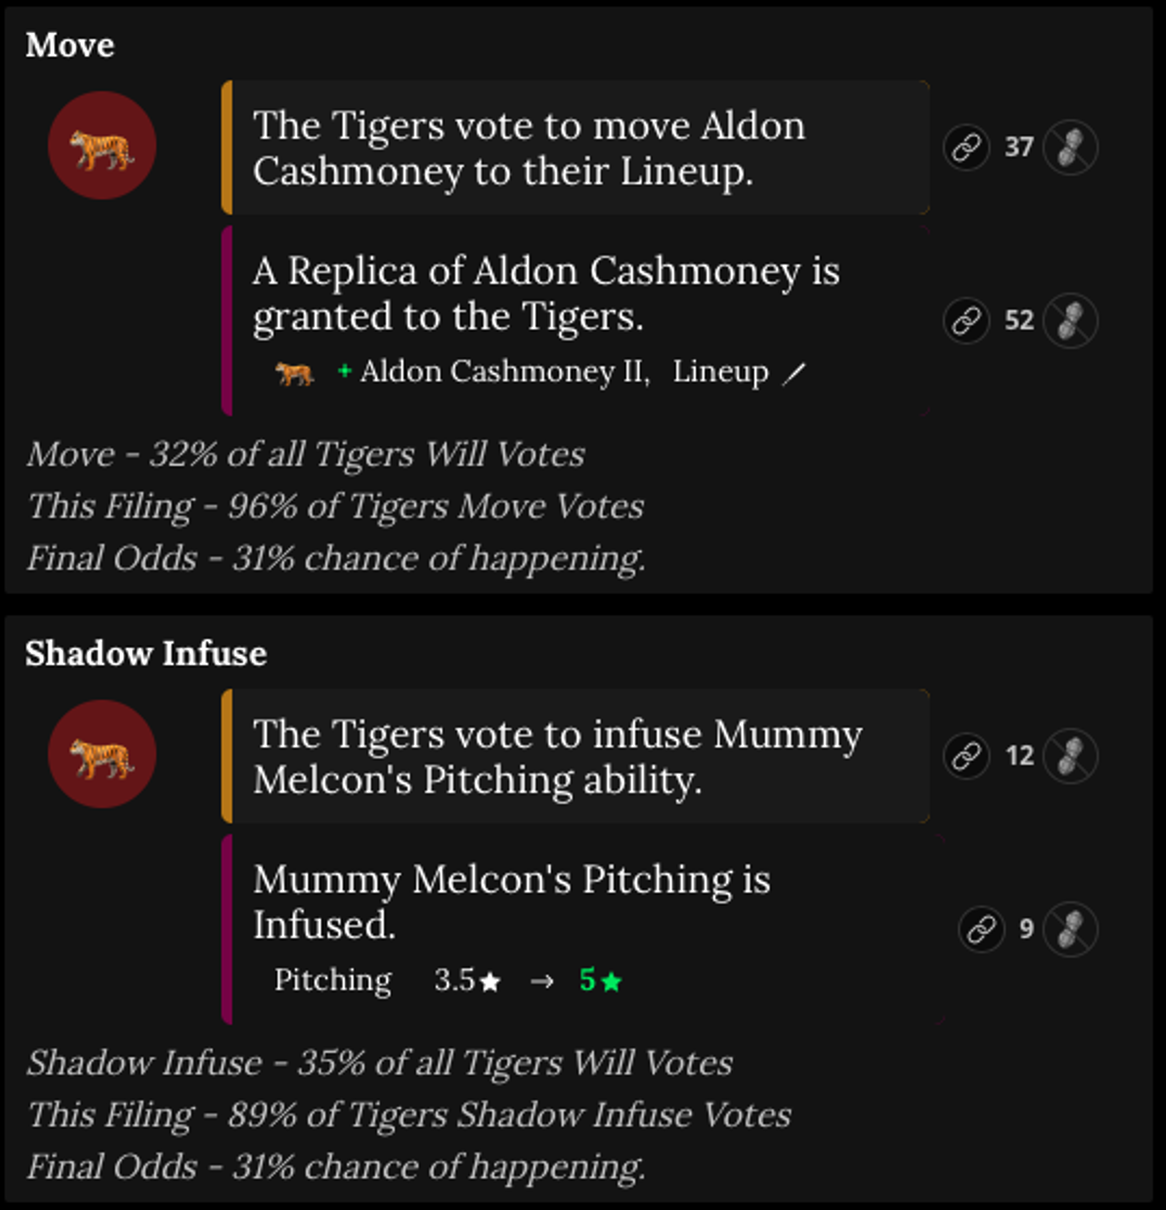 Move
The Tigers vote to move Aldon
Cashmoney to their Lineup.
37
A Replica of Aldon Cashmoney is
granted to the Tigers.
52
+ Aldon Cashmoney II, Lineup
Move - 32% of all Tigers Will Votes
This Filing - 96% of Tigers Move Votes
Final Odds - 31% chance of happening.
Shadow Infuse
The Tigers vote to infuse Mummy
Melcon's Pitching ability.
12
Mummy Melcon's Pitching is
Infused.
9
Pitching 3.5★ → 5★
Shadow Infuse - 35% of all Tigers Will Votes
This Filing - 89% of Tigers Shadow Infuse Votes
Final Odds - 31% chance of happening.